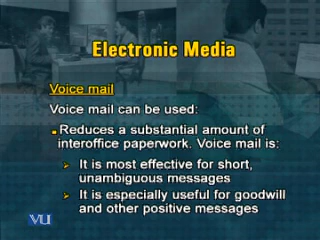 Electronic Media
Voice mail
Voice mail can be used:
Reduces a substantial amount of
interoffice paperwork. Voice mail is:
It is most effective for short,
unambiguous messages
It is especially useful for goodwill
and other positive messages
VU